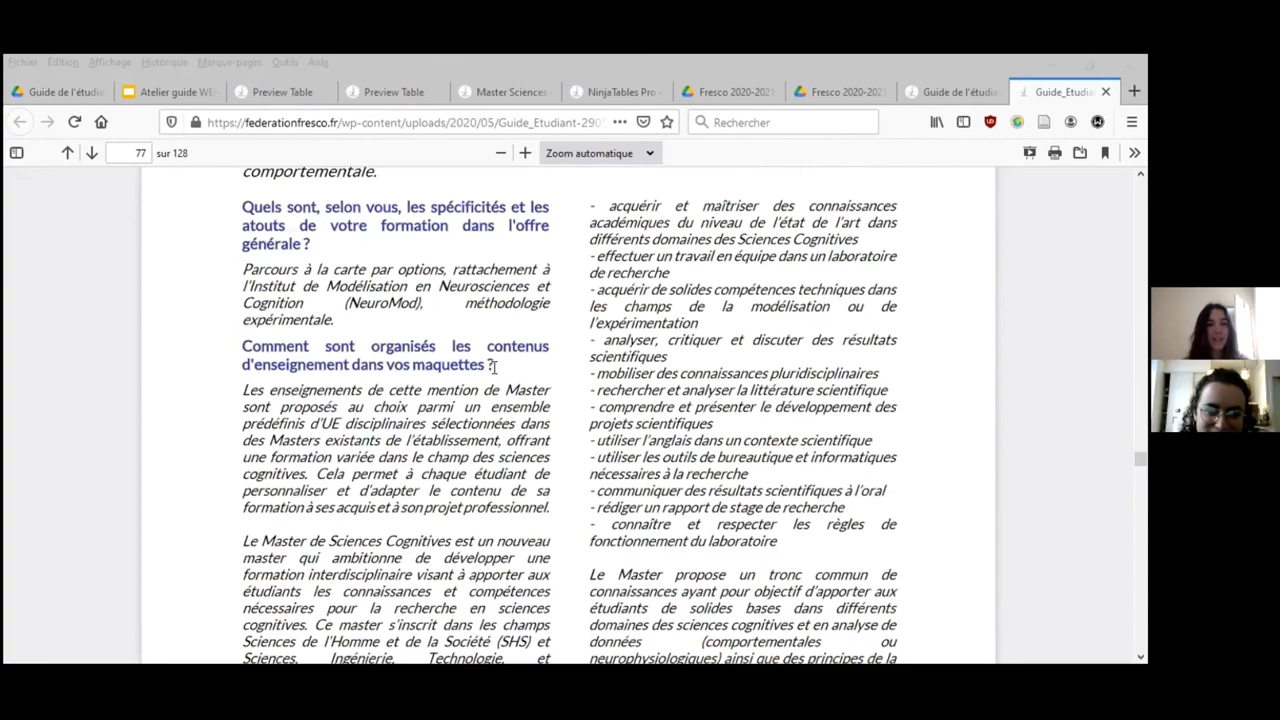 Fichier Édition Affichage Historique Marque-pages Outils Aide
Guide de l'étudia
Atelier guide WE
Preview Table
Preview Table
Master Sciences
NinjaTables Pro
Fresco 2020-2021
Fresco 2020-202
Guide de l'étudia
Guide_Etudian
https://federationfresco.fr/wp-content/uploads/2020/05/Guide_Etudiant-290
Rechercher
77 sur 128
Zoom automatique
comportementale.
Quels sont, selon vous, les spécificités et les
atouts de votre formation dans l'offre
générale ?
Parcours à la carte par options, rattachement à
l'Institut de Modélisation en Neurosciences et
Cognition (NeuroMod), méthodologie
expérimentale.
Comment sont organisés les contenus
d'enseignement dans vos maquettes ?
Les enseignements de cette mention de Master
sont proposés au choix parmi un ensemble
prédéfinis d'UE disciplinaires sélectionnées dans
des Masters existants de l'établissement, offrant
une formation variée dans le champ des sciences
cognitives. Cela permet à chaque étudiant de
personnaliser et d'adapter le contenu de sa
formation à ses acquis et à son projet professionnel.
Le Master de Sciences Cognitives est un nouveau
master qui ambitionne de développer une
formation interdisciplinaire visant à apporter aux
étudiants les connaissances et compétences
nécessaires pour la recherche en sciences
cognitives. Ce master s'inscrit dans les champs
Sciences de l'Homme et de la Société (SHS) et
Sciences, Ingénierie, Technologie, et
- acquérir et maîtriser des connaissances
académiques du niveau de l'état de l'art dans
différents domaines des Sciences Cognitives
- effectuer un travail en équipe dans un laboratoire
de recherche
- acquérir de solides compétences techniques dans
les champs de la modélisation ou de
l'expérimentation
- analyser, critiquer et discuter des résultats
scientifiques
- mobiliser des connaissances pluridisciplinaires
- rechercher et analyser la littérature scientifique
- comprendre et présenter le développement des
projets scientifiques
- utiliser l'anglais dans un contexte scientifique
- utiliser les outils de bureautique et informatiques
nécessaires à la recherche
- communiquer des résultats scientifiques à l'oral
- rédiger un rapport de stage de recherche
- connaître et respecter les règles de
fonctionnement du laboratoire
Le Master propose un tronc commun de
connaissances ayant pour objectif d'apporter aux
étudiants de solides bases dans différents
domaines des sciences cognitives et en analyse de
données (comportementales ou
neurophysiologiques) ainsi que des principes de la